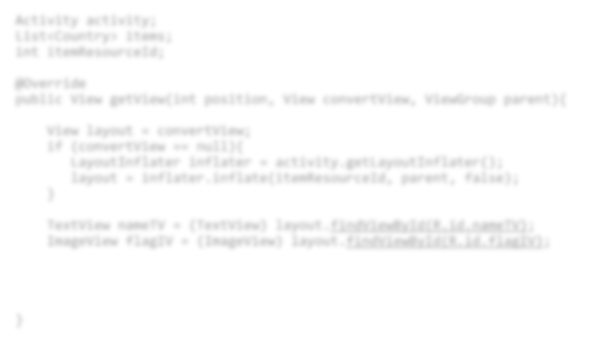 Activity activity;
List<Country> items;
int itemResourceId;
@Override
public View getView(int position, View convertView, ViewGroup parent){
View layout = convertView;
if (convertView == null){
LayoutInflater inflater = activity.getLayoutInflater();
layout = inflater.inflate(itemResourceId, parent, false);
}
TextView nameTV = (TextView) layout.findViewById(R.id.nameTV);
ImageView flagIV = (ImageView) layout.findViewById(R.id.flagIV);
}